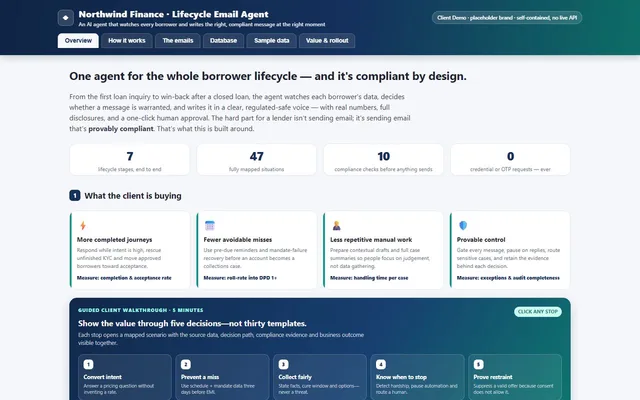 Northwind Finance · Lifecycle Email Agent
An AI agent that watches every borrower and writes the right, compliant message at the right moment
Client Demo · placeholder brand · self-contained, no live API
Overview
How it works
The emails
Database
Sample data
Value & rollout
One agent for the whole borrower lifecycle — and it's compliant by design.
From the first loan inquiry to win-back after a closed loan, the agent watches each borrower's data, decides
whether a message is warranted, and writes it in a clear, regulated-safe voice — with real numbers, full
disclosures, and a one-click human approval. The hard part for a lender isn't sending email; it's sending email
that's provably compliant. That's what this is built around.
7
lifecycle stages, end to end
47
fully mapped situations
10
compliance checks before anything sends
0
credential or OTP requests — ever
1
What the client is buying
More completed journeys
Respond while intent is high, rescue
unfinished KYC and move approved
borrowers toward acceptance.
Measure: completion & acceptance rate
Fewer avoidable misses
Use pre-due reminders and mandate-failure
recovery before an account becomes a
collections case.
Measure: roll-rate into DPD 1+
Less repetitive manual work
Prepare contextual drafts and full case
summaries so people focus on judgement,
not data-gathering.
Measure: handling time per case
Provable control
Gate every message, pause on replies, route
sensitive cases, and retain the evidence
behind each decision.
Measure: exceptions & audit completeness
GUIDED CLIENT WALKTHROUGH · 5 MINUTES
CLICK ANY STOP
Show the value through five decisions—not thirty templates.
Each stop opens a mapped scenario with the source data, decision path, compliance evidence and business outcome
visible together.
1
Convert intent
Answer a pricing question without
inventing a rate.
2
Prevent a miss
Use schedule + mandate data three
days before EMI.
3
Collect fairly
State facts, cure window and options—
never a threat.
4
Know when to stop
Detect hardship, pause automation and
route a human.
5
Prove restraint
Suppress a valid offer because consent
does not allow it.